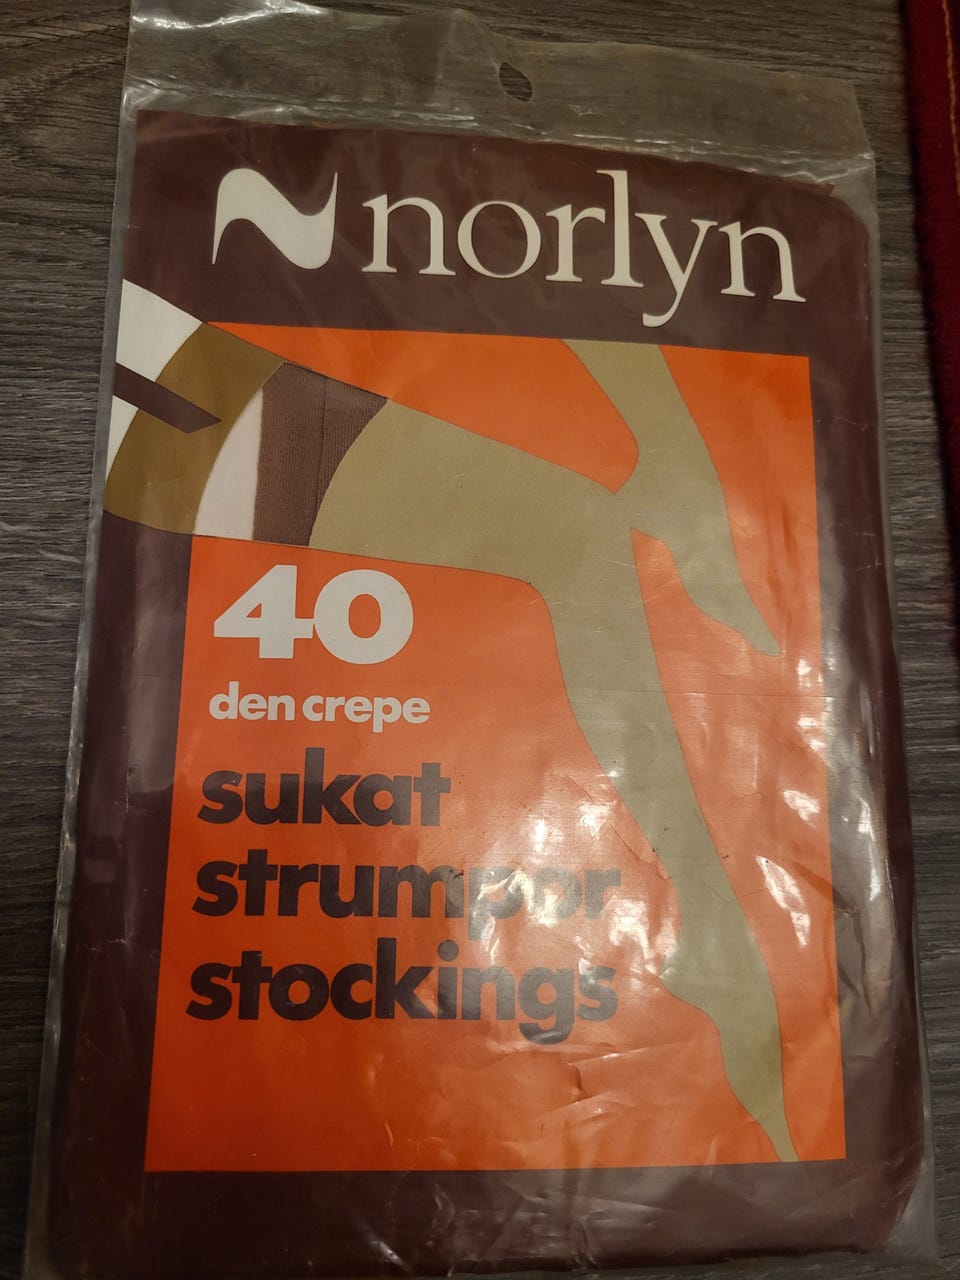 norlyn
40
den crepe
sukat
strumpor
stockings